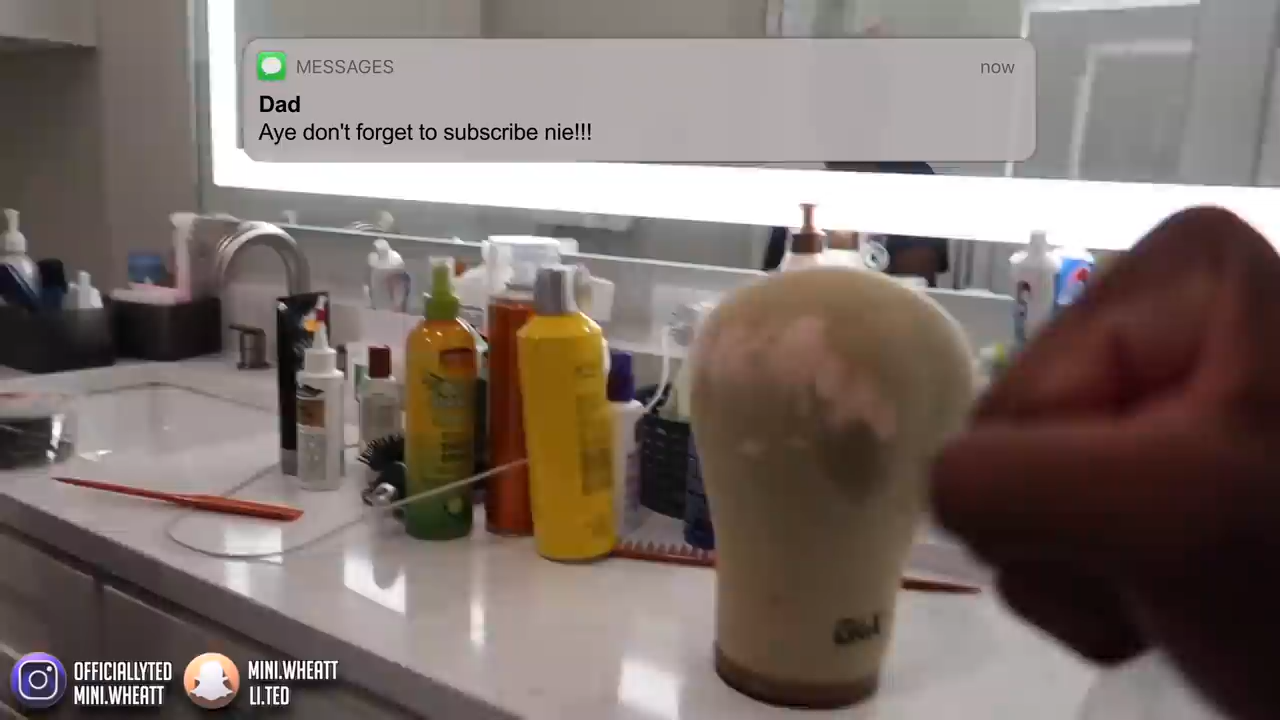 MESSAGES
now
Dad
Aye don't forget to subscribe nie!!!
OFFICIALLYTED
MINI.WHEATT
MINI.WHEATT
LI.TED